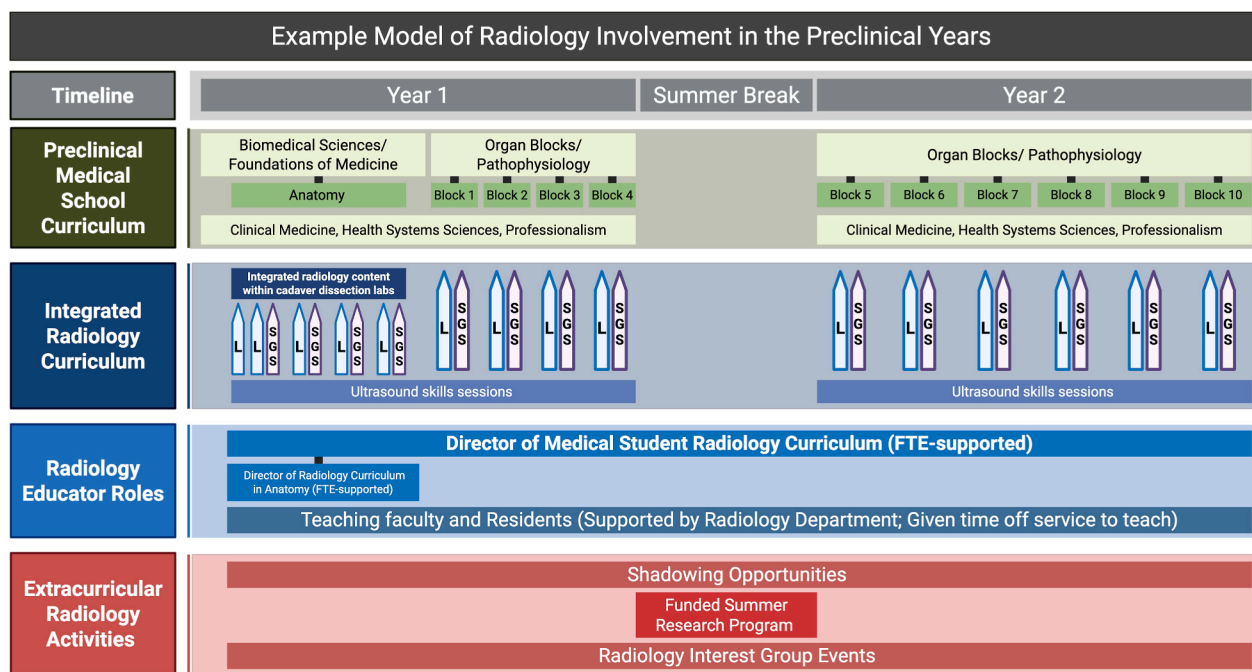 Example Model of Radiology Involvement in the Preclinical Years
Timeline
Year 1
Summer Break
Year 2
Preclinical
Medical
School
Curriculum
Biomedical Sciences/
Foundations of Medicine
Organ Blocks/
Pathophysiology
Organ Blocks/ Pathophysiology
Anatomy
Block 1
Block 2
Block 3
Block 4
Block 5
Block 6
Block 7
Block 8
Block 9
Block 10
Clinical Medicine, Health Systems Sciences, Professionalism
Clinical Medicine, Health Systems Sciences, Professionalism
Integrated
Radiology
Curriculum
Integrated radiology content
within cadaver dissection labs
L
L
SGS
L
SGS
L
SGS
L
SGS
L
SGS
L
SGS
L
SGS
L
SGS
L
SGS
L
SGS
L
SGS
L
SGS
L
SGS
L
SGS
Ultrasound skills sessions
Ultrasound skills sessions
Radiology
Educator Roles
Director of Medical Student Radiology Curriculum (FTE-supported)
Director of Radiology Curriculum
in Anatomy (FTE-supported)
Teaching faculty and Residents (Supported by Radiology Department; Given time off service to teach)
Extracurricular
Radiology
Activities
Shadowing Opportunities
Funded Summer
Research Program
Radiology Interest Group Events